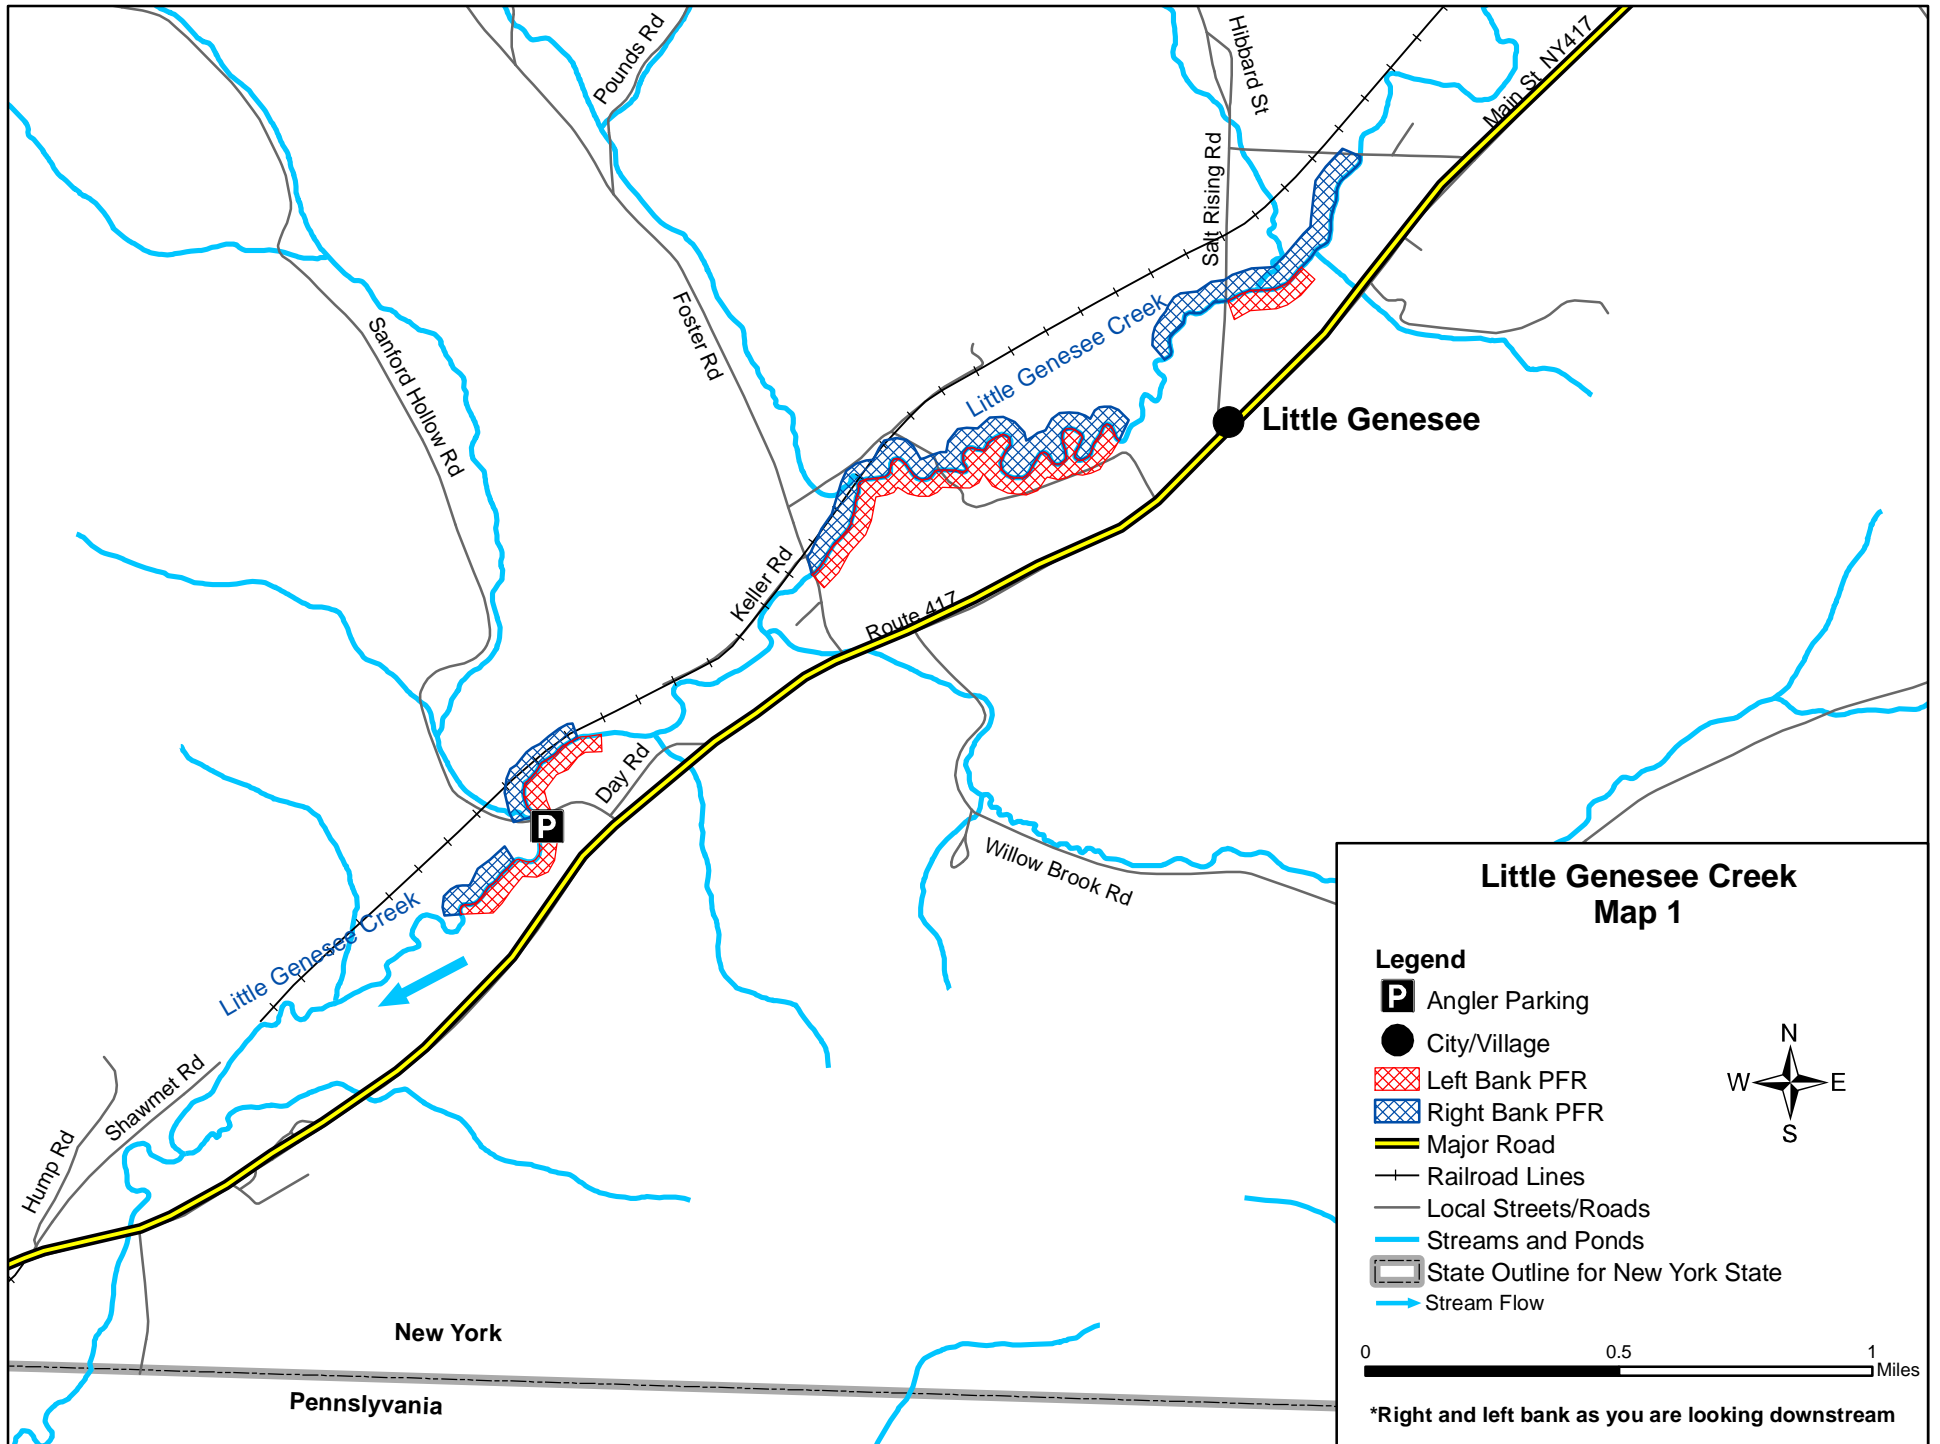 Pounds Rd
Hibbard St
Main St NY417
Salt Rising Rd
Foster Rd
Sanford Hollow Rd
Little Genesee Creek
Little Genesee
Keller Rd
Route 417
Day Rd
P
Willow Brook Rd
Little Genesee Creek
Shawmet Rd
Hump Rd
New York
Pennslyvania
Little Genesee Creek
Map 1
Legend
P Angler Parking
City/Village
Left Bank PFR
Right Bank PFR
Major Road
Railroad Lines
Local Streets/Roads
Streams and Ponds
State Outline for New York State
Stream Flow
N
W E
S
0 0.5 1
Miles
*Right and left bank as you are looking downstream